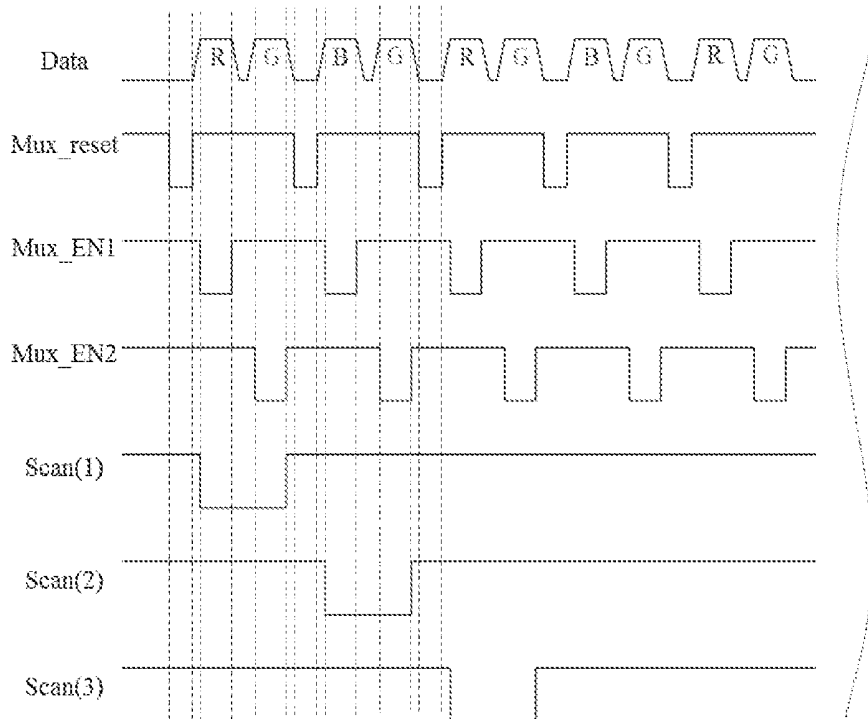 Data R G B G R G B G R G
Mux_reset
Mux_EN1
Mux_EN2
Scan(1)
Scan(2)
Scan(3)